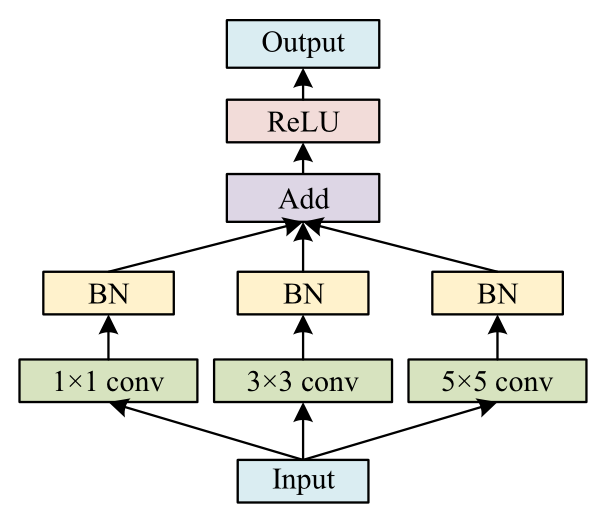 Output
ReLU
Add
BN BN BN
1×1 conv 3×3 conv 5×5 conv
Input